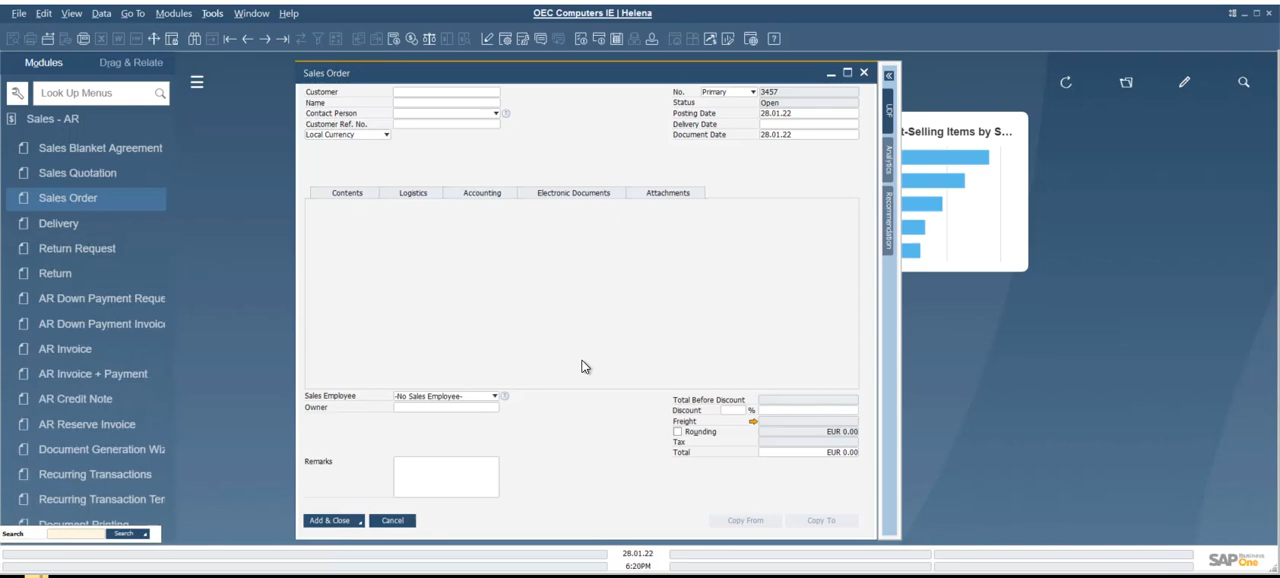 File Edit View Data Go To Modules Tools Window Help
OEC Computers IE | Helena
Modules Drag & Relate
Look Up Menus
Sales - AR
Sales Blanket Agreement
Sales Quotation
Sales Order
Delivery
Return Request
Return
AR Down Payment Reque
AR Down Payment Invoic
AR Invoice
AR Invoice + Payment
AR Credit Note
AR Reserve Invoice
Document Generation Wiz
Recurring Transactions
Recurring Transaction Ter
Document Printing
Search Search
Sales Order
Customer
Name
Contact Person
Customer Ref. No.
Local Currency
No. Primary 3457
Status Open
Posting Date 28.01.22
Delivery Date
Document Date 28.01.22
Contents Logistics Accounting Electronic Documents Attachments
Sales Employee -No Sales Employee-
Owner
Total Before Discount
Discount %
Freight
Rounding EUR 0.00
Tax
Total EUR 0.00
Remarks
Add & Close Cancel Copy From Copy To
UDF
Analytics
Recommendation
t-Selling Items by S...
28.01.22
6:20PM
SAP Business One